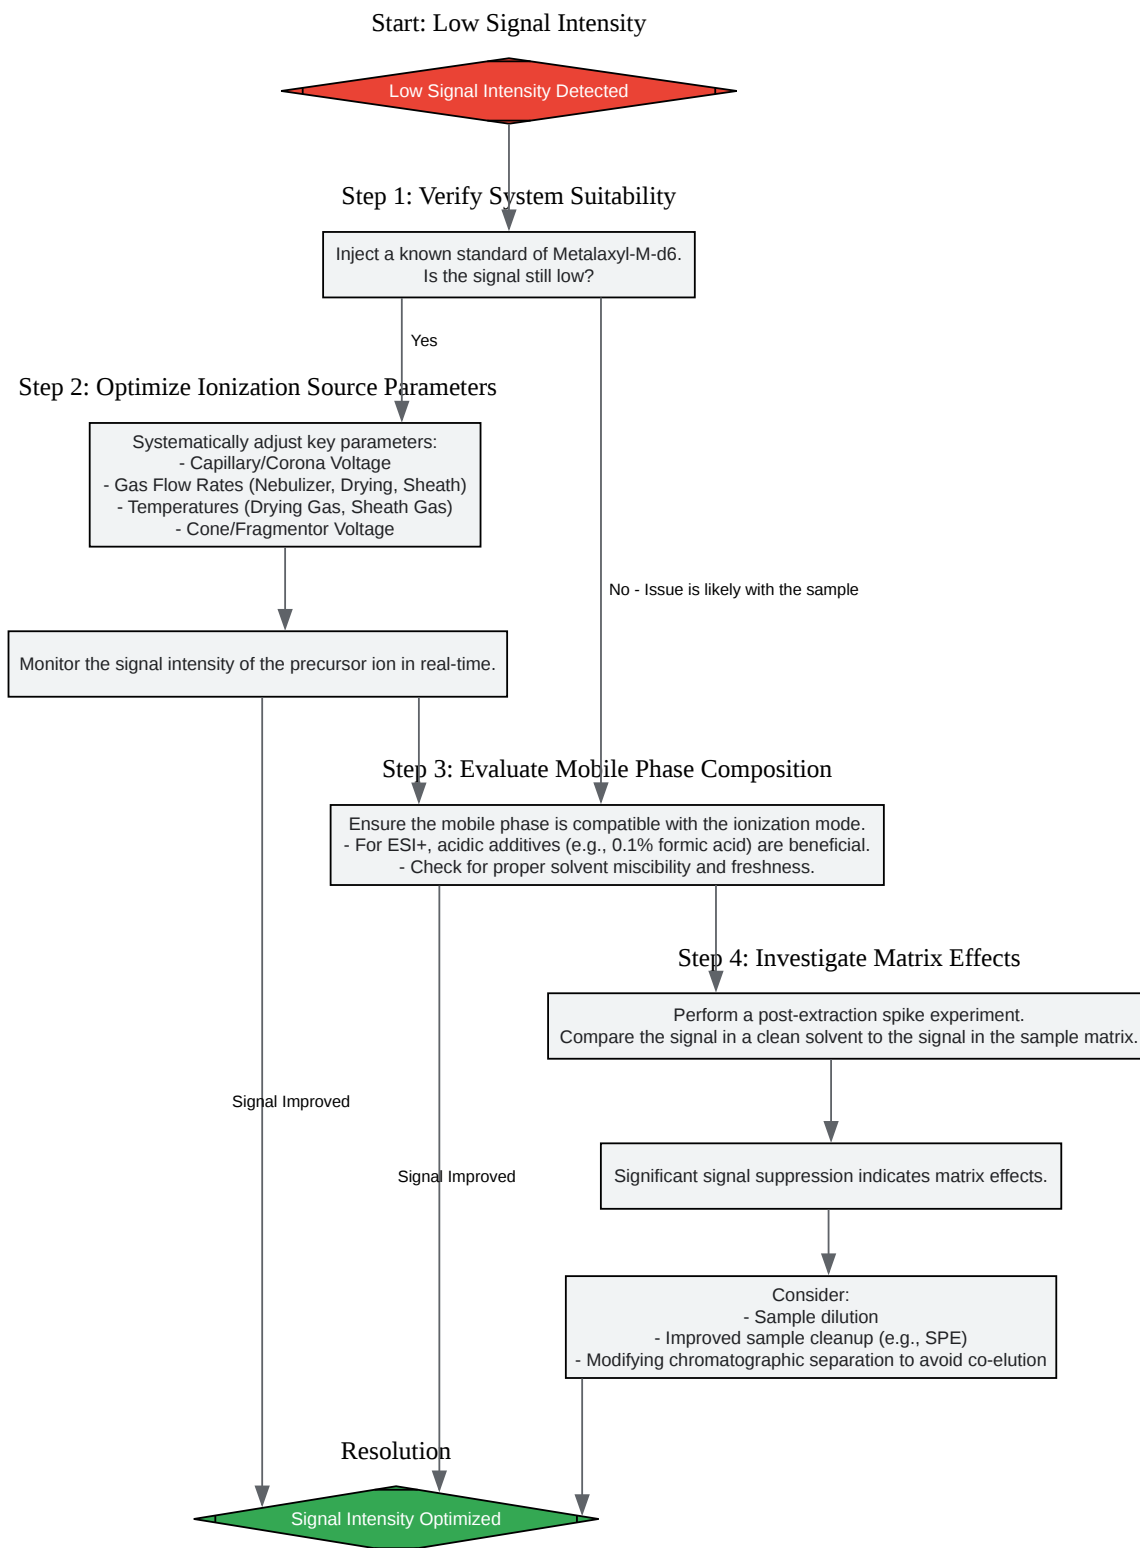 Start: Low Signal Intensity
Low Signal Intensity Detected
Step 1: Verify System Suitability
Inject a known standard of Metalaxyl-M-d6.
Is the signal still low?
Yes
Step 2: Optimize Ionization Source Parameters
Systematically adjust key parameters:
- Capillary/Corona Voltage
- Gas Flow Rates (Nebulizer, Drying, Sheath)
- Temperatures (Drying Gas, Sheath Gas)
- Cone/Fragmentor Voltage
No - Issue is likely with the sample
Monitor the signal intensity of the precursor ion in real-time.
Step 3: Evaluate Mobile Phase Composition
Ensure the mobile phase is compatible with the ionization mode.
- For ESI+, acidic additives (e.g., 0.1% formic acid) are beneficial.
- Check for proper solvent miscibility and freshness.
Step 4: Investigate Matrix Effects
Perform a post-extraction spike experiment.
Compare the signal in a clean solvent to the signal in the sample matrix.
Signal Improved
Signal Improved
Significant signal suppression indicates matrix effects.
Consider:
- Sample dilution
- Improved sample cleanup (e.g., SPE)
- Modifying chromatographic separation to avoid co-elution
Resolution
Signal Intensity Optimized